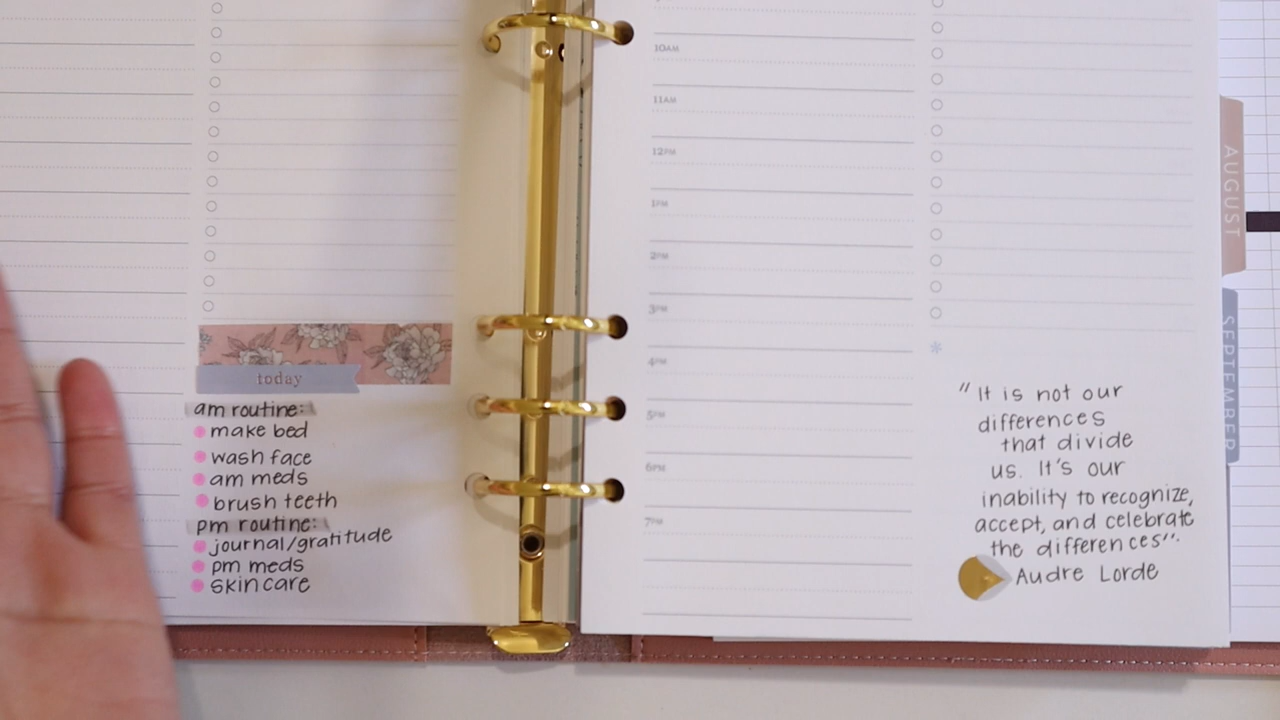 today
am routine:
make bed
wash face
am meds
brush teeth
pm routine:
journal/gratitude
pm meds
skincare
10AM
11AM
12PM
1PM
2PM
3PM
4PM
5PM
6PM
7PM
"It is not our
differences
that divide
us. It's our
inability to recognize,
accept, and celebrate
the differences".
Audre Lorde
AUGUST
SEPTEMBER